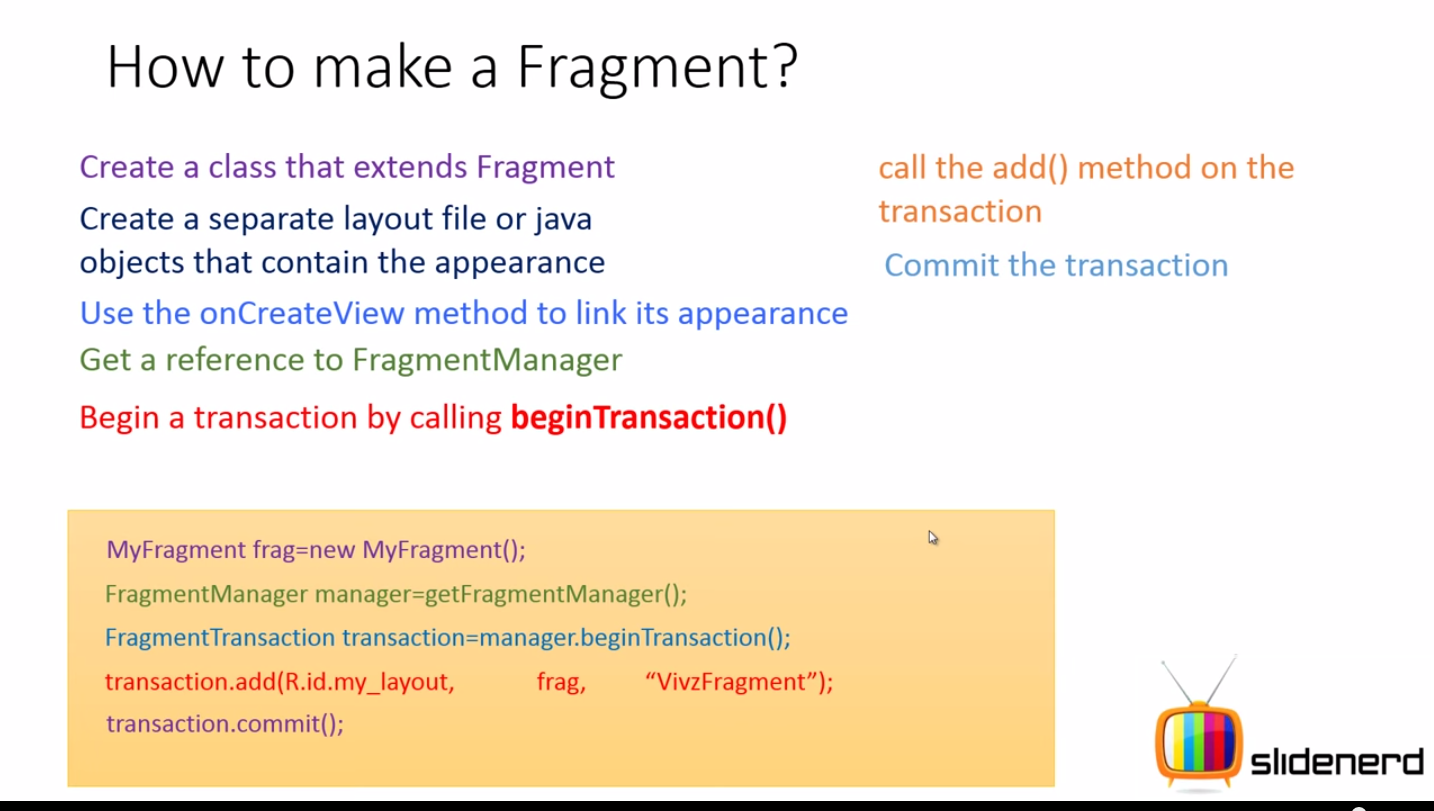 How to make a Fragment?
Create a class that extends Fragment
Create a separate layout file or java
objects that contain the appearance
Use the onCreateView method to link its appearance
Get a reference to FragmentManager
Begin a transaction by calling beginTransaction()
call the add() method on the
transaction
Commit the transaction
MyFragment frag=new MyFragment();
FragmentManager manager=getFragmentManager();
FragmentTransaction transaction=manager.beginTransaction();
transaction.add(R.id.my_layout, frag, “VivzFragment”);
transaction.commit();
slidenerd